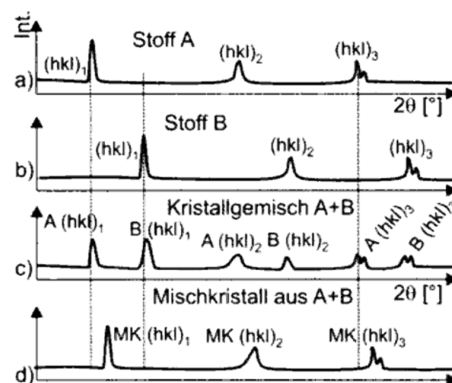 Int.
Stoff A
(hkl)₁
(hkl)₂
(hkl)₃
a)
2θ [°]
Stoff B
(hkl)₁
(hkl)₂
(hkl)₃
b)
Kristallgemisch A+B
A (hkl)₁
B (hkl)₁
A (hkl)₂
B (hkl)₂
A (hkl)₃
B (hkl)₃
c)
Mischkristall aus A+B
2θ [°]
MK (hkl)₁
MK (hkl)₂
MK (hkl)₃
d)